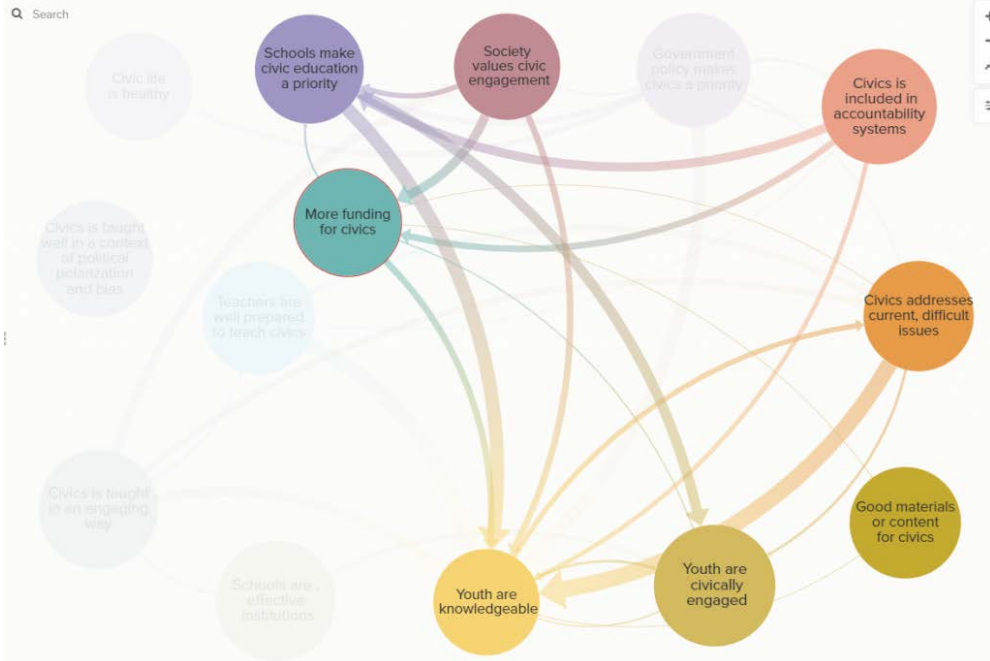 Search
Schools make
civic education
a priority
Society
values civic
engagement
Government
policy makes
civics a priority
Civic life
is healthy
Civics is
included in
accountability
systems
More funding
for civics
Civics is taught
well in a context
of political
polarization
and bias
Teachers are
well prepared
to teach civics
Civics addresses
current, difficult
issues
Civics is taught
in an engaging
way
Good materials
or content
for civics
Schools are
effective
institutions
Youth are
knowledgeable
Youth are
civically
engaged